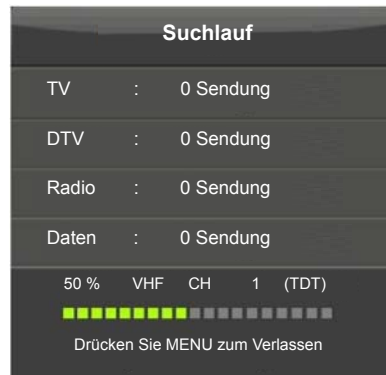 Suchlauf
TV : 0 Sendung
DTV : 0 Sendung
Radio : 0 Sendung
Daten : 0 Sendung
50 % VHF CH 1 (TDT)
Drücken Sie MENU zum Verlassen